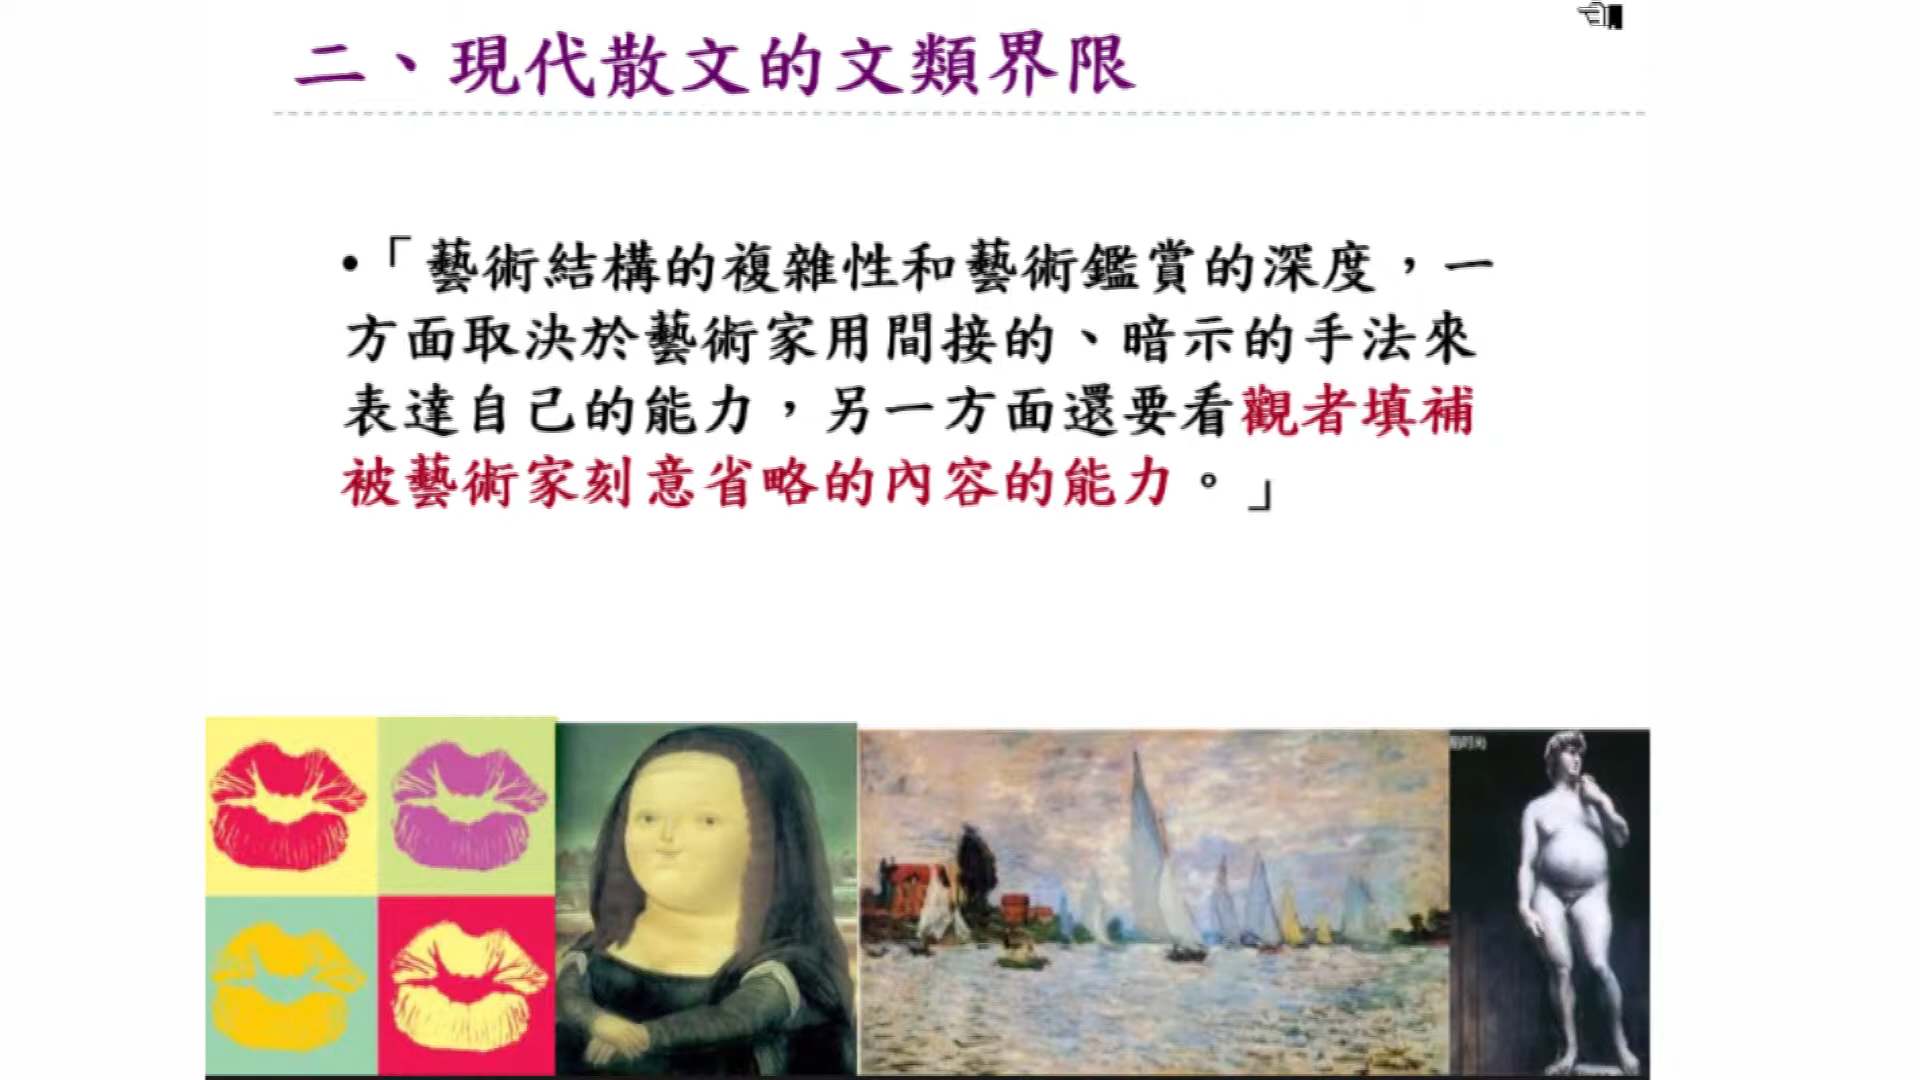 二、現代散文的文類界限
•「藝術結構的複雜性和藝術鑑賞的深度，一
方面取決於藝術家用間接的、暗示的手法來
表達自己的能力，另一方面還要看觀者填補
被藝術家刻意省略的內容的能力。」